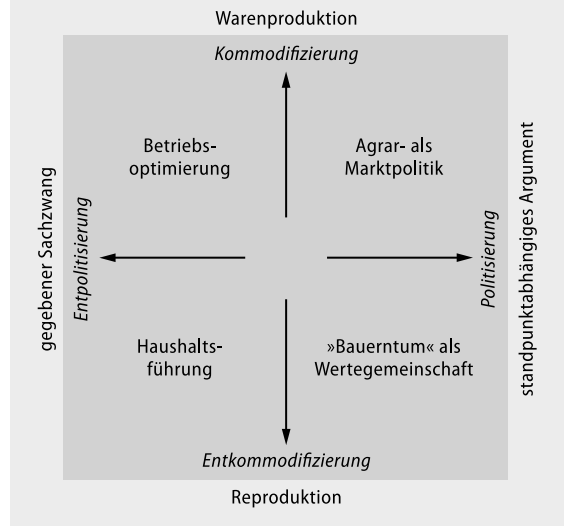 Warenproduktion
Kommodifizierung
Betriebs-
optimierung
Agrar- als
Marktpolitik
gegebener Sachzwang
Entpolitisierung
Politisierung
standpunktabhängiges Argument
Haushalts-
führung
»Bauerntum« als
Wertegemeinschaft
Entkommodifizierung
Reproduktion